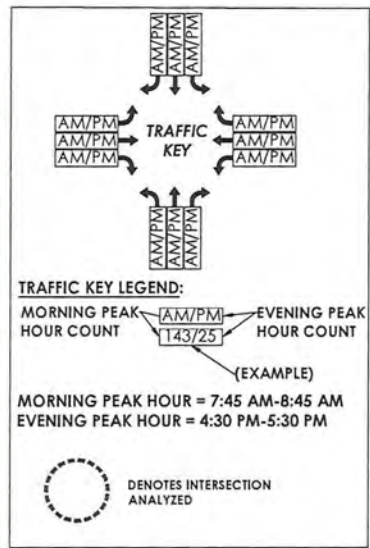 AM/PM
AM/PM
AM/PM
AM/PM
AM/PM
AM/PM
TRAFFIC
KEY
AM/PM
AM/PM
AM/PM
AM/PM
AM/PM
AM/PM
TRAFFIC KEY LEGEND:
MORNING PEAK HOUR COUNT
AM/PM
EVENING PEAK HOUR COUNT
143/25
(EXAMPLE)
MORNING PEAK HOUR = 7:45 AM-8:45 AM
EVENING PEAK HOUR = 4:30 PM-5:30 PM
DENOTES INTERSECTION
ANALYZED